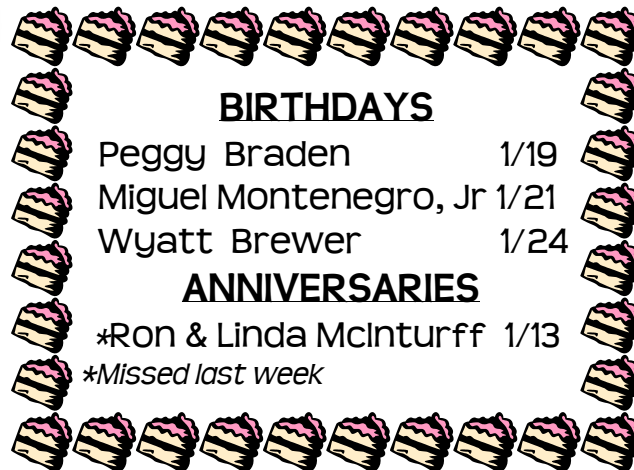 BIRTHDAYS
Peggy Braden 1/19
Miguel Montenegro, Jr 1/21
Wyatt Brewer 1/24
ANNIVERSARIES
*Ron & Linda McInturff 1/13
*Missed last week